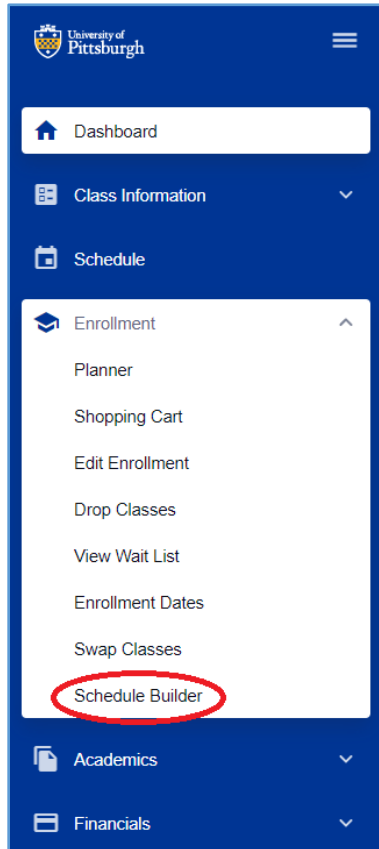 University of
Pittsburgh
Dashboard
Class Information
Schedule
Enrollment
Planner
Shopping Cart
Edit Enrollment
Drop Classes
View Wait List
Enrollment Dates
Swap Classes
Schedule Builder
Academics
Financials